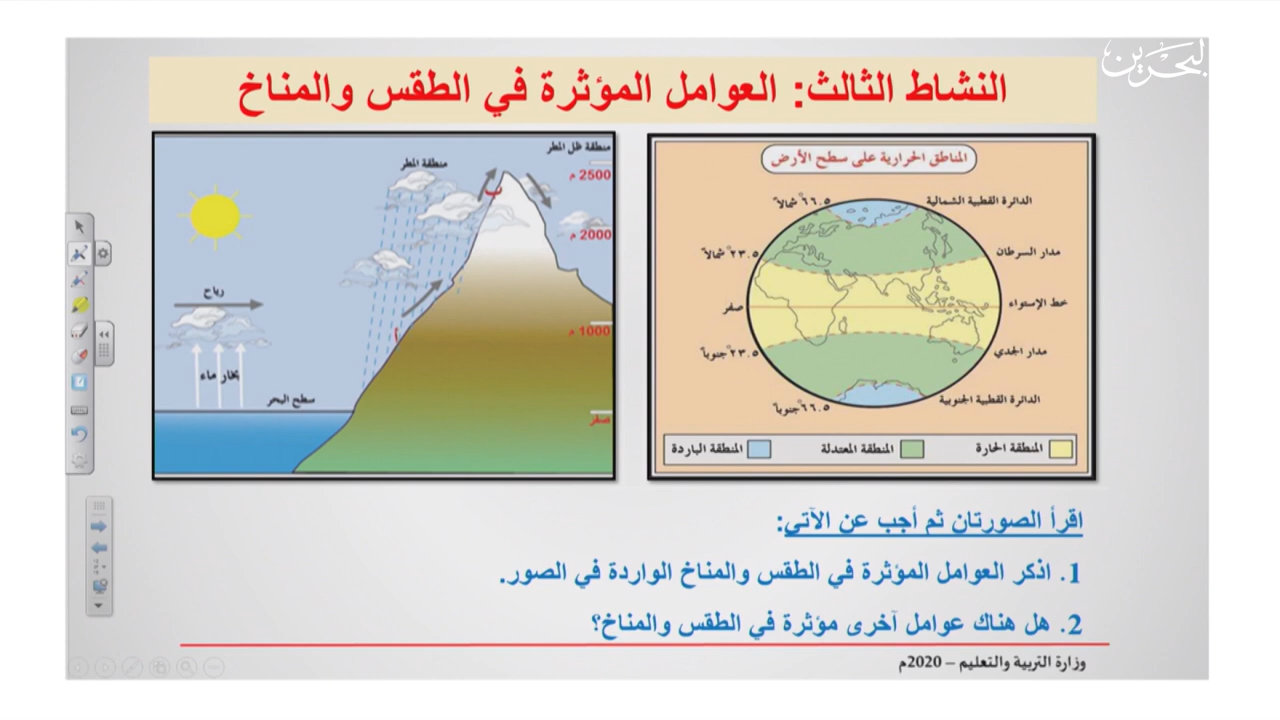 البحرين
النشاط الثالث: العوامل المؤثرة في الطقس والمناخ
المناطق الحرارية على سطح الأرض
الدائرة القطبية الشمالية
٦٦.٥° شمالاً
مدار السرطان
٢٣.٥° شمالاً
خط الإستواء
صفر
مدار الجدي
٢٣.٥° جنوباً
الدائرة القطبية الجنوبية
٦٦.٥° جنوباً
المنطقة الحارة
المنطقة المعتدلة
المنطقة الباردة
منطقة ظل المطر
منطقة المطر
2500 م
ب
2000 م
رياح
1000 م
أ
بخار ماء
سطح البحر
صفر
اقرأ الصورتان ثم أجب عن الآتي:
1. اذكر العوامل المؤثرة في الطقس والمناخ الواردة في الصور.
2. هل هناك عوامل آخرى مؤثرة في الطقس والمناخ؟
وزارة التربية والتعليم – 2020م